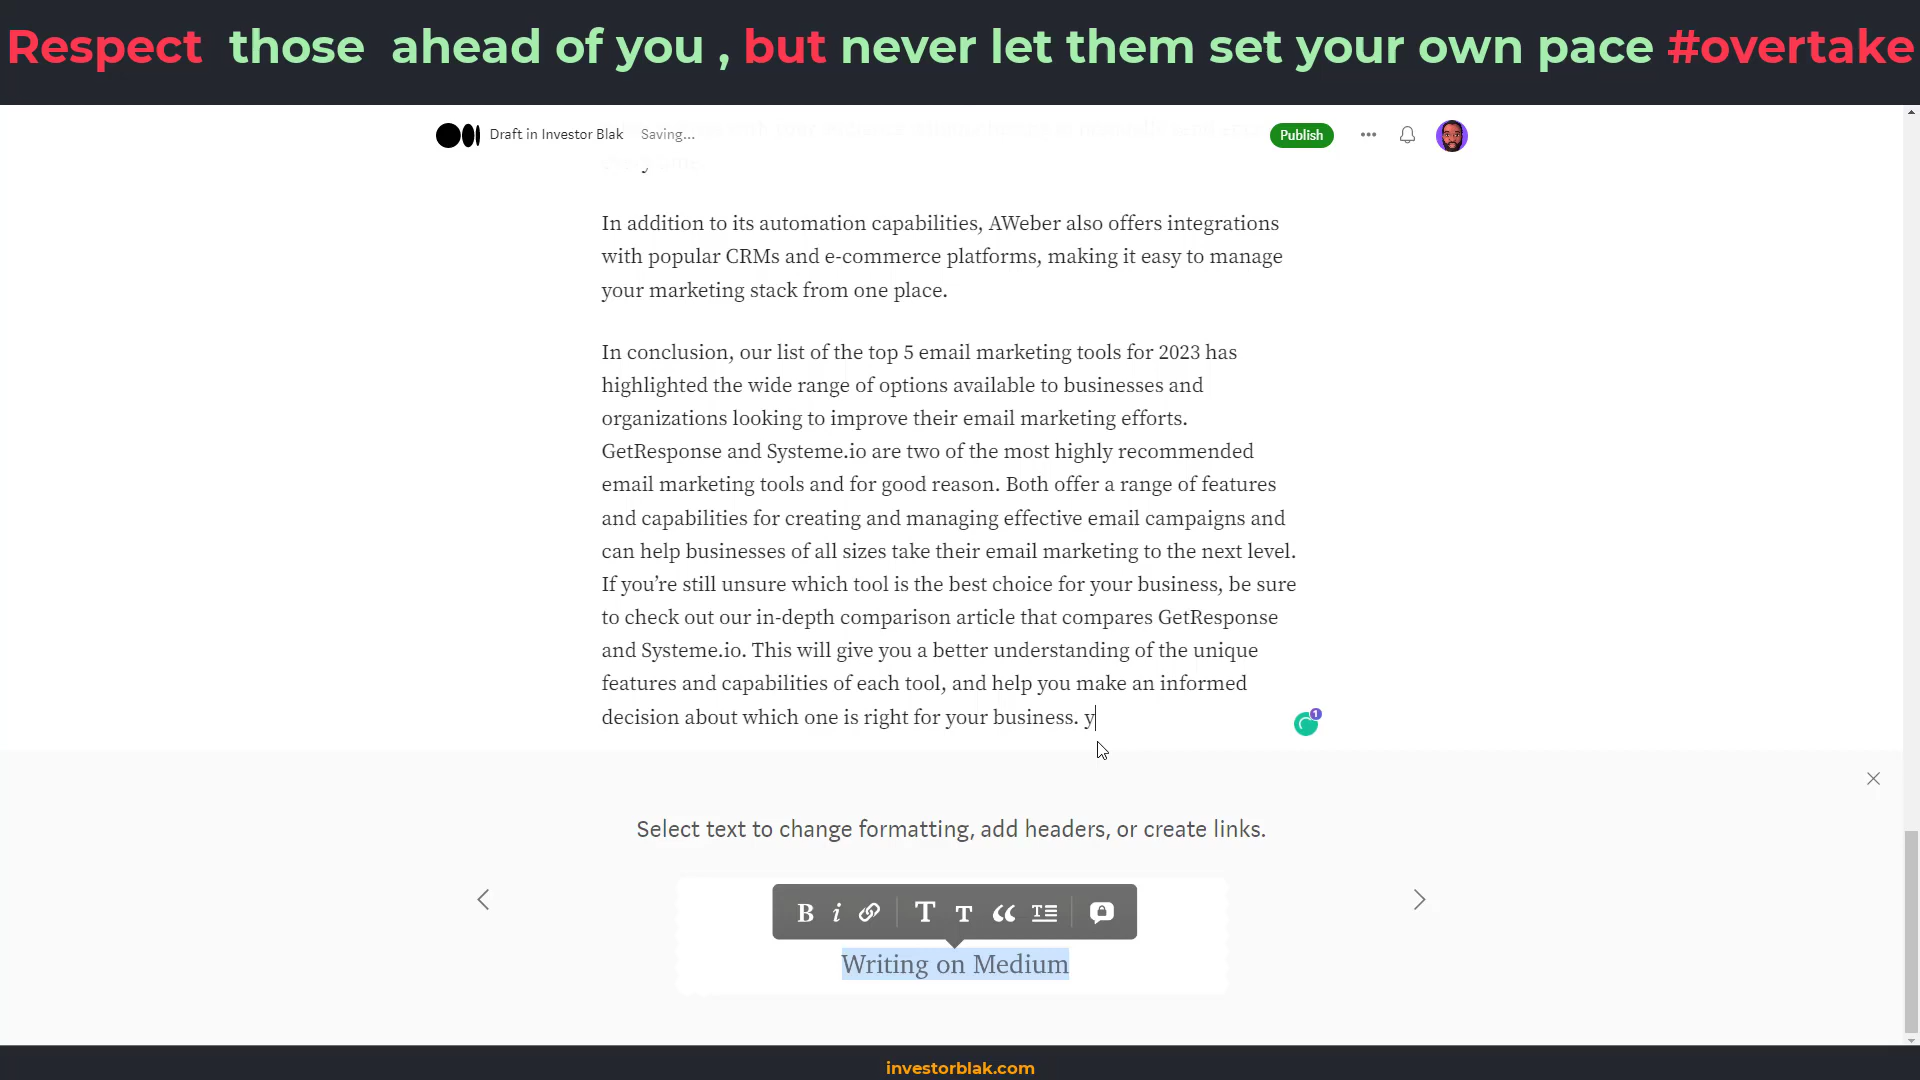 Respect those ahead of you , but never let them set your own pace #overtake
Draft in Investor Blak Saving...
Publish
In addition to its automation capabilities, AWeber also offers integrations
with popular CRMs and e-commerce platforms, making it easy to manage
your marketing stack from one place.
In conclusion, our list of the top 5 email marketing tools for 2023 has
highlighted the wide range of options available to businesses and
organizations looking to improve their email marketing efforts.
GetResponse and Systeme.io are two of the most highly recommended
email marketing tools and for good reason. Both offer a range of features
and capabilities for creating and managing effective email campaigns and
can help businesses of all sizes take their email marketing to the next level.
If you’re still unsure which tool is the best choice for your business, be sure
to check out our in-depth comparison article that compares GetResponse
and Systeme.io. This will give you a better understanding of the unique
features and capabilities of each tool, and help you make an informed
decision about which one is right for your business. y
1
Select text to change formatting, add headers, or create links.
B i T T
Writing on Medium
investorblak.com